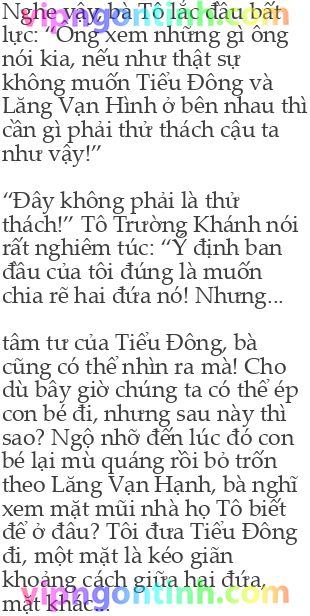 Nghe vậy, bà Tô lắc đầu bất
lực: “Ông xem những gì ông
nói kia, nếu như thật sự
không muốn Tiểu Đông và
Lăng Vạn Hình ở bên nhau thì
cần gì phải thử thách cậu ta
như vậy!”
“Đây không phải là thử
thách!” Tô Trường Khánh nói
rất nghiêm túc: “Ý định ban
đầu của tôi đúng là muốn
chia rẽ hai đứa nó! Nhưng...
tâm tư của Tiểu Đông, bà
cũng có thể nhìn ra mà! Cho
dù bây giờ chúng ta có thể ép
con bé đi, nhưng sau này thì
sao? Ngộ nhỡ đến lúc đó con
bé lại mù quáng rồi bỏ trốn
theo Lăng Vạn Hạnh, bà nghĩ
xem mặt mũi nhà họ Tô biết
để ở đâu? Tôi đưa Tiểu Đông
đi, một mặt là kéo giãn
khoảng cách giữa hai đứa,
mặt khác...
vipngontinh.com
vipngontinh.com